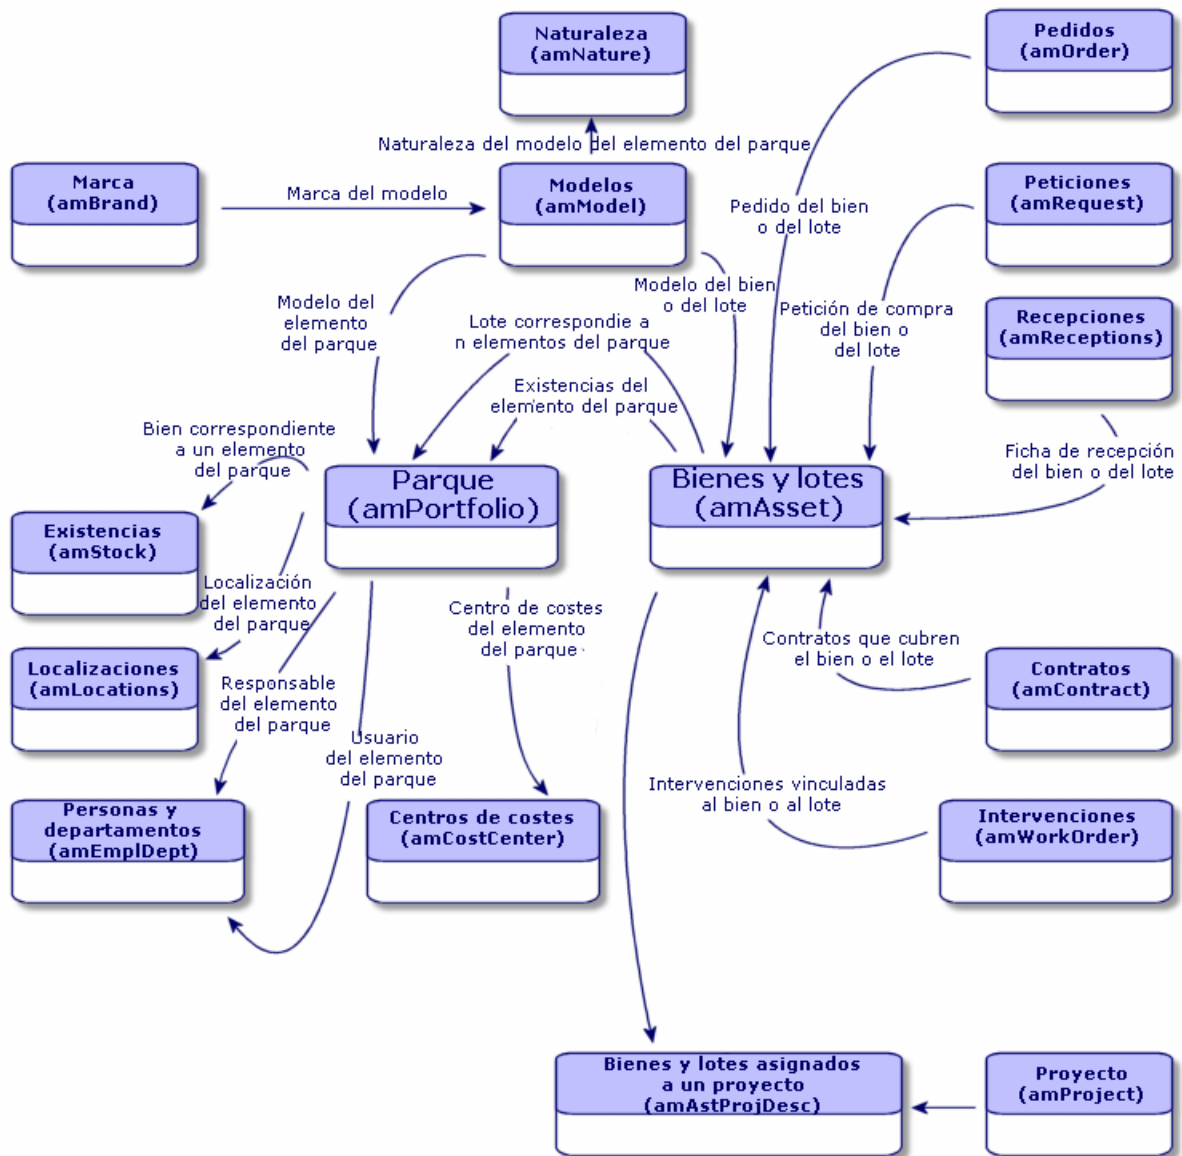 Naturaleza
(amNature)
Pedidos
(amOrder)
Naturaleza del modelo del elemento del parque
Marca
(amBrand)
Marca del modelo
Modelos
(amModel)
Peticiones
(amRequest)
Pedido del bien
o del lote
Modelo del
elemento
del parque
Lote correspondie a
n elementos del parque
Modelo del bien
o del lote
Petición de compra
del bien o
del lote
Recepciones
(amReceptions)
Existencias del
elemento del parque
Bien correspondiente
a un elemento
del parque
Ficha de recepción
del bien o del lote
Parque
(amPortfolio)
Bienes y lotes
(amAsset)
Existencias
(amStock)
Localización
del elemento
del parque
Centro de costes
del elemento
del parque
Contratos que cubren
el bien o el lote
Localizaciones
(amLocations)
Contratos
(amContract)
Responsable
del elemento
del parque
Usuario
del elemento
del parque
Intervenciones vinculadas
al bien o al lote
Personas y
departamentos
(amEmplDept)
Centros de costes
(amCostCenter)
Intervenciones
(amWorkOrder)
Bienes y lotes asignados
a un proyecto
(amAstProjDesc)
Proyecto
(amProject)